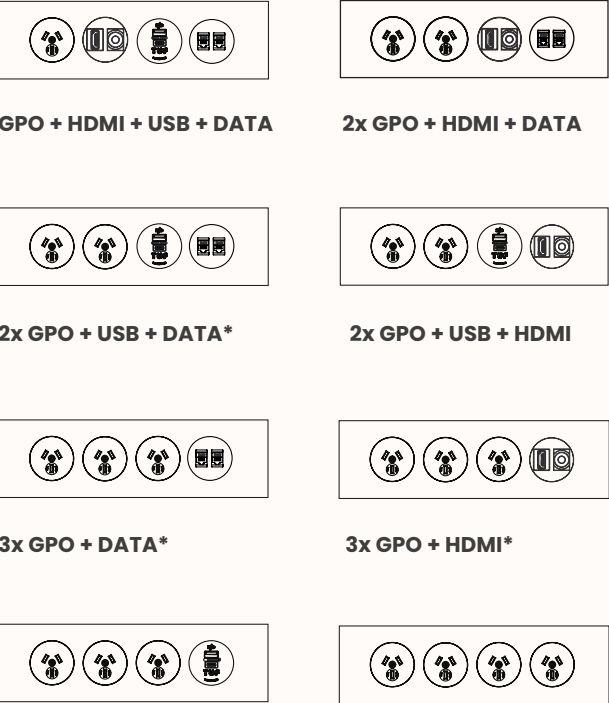 GPO + HDMI + USB + DATA
2x GPO + HDMI + DATA
2x GPO + USB + DATA*
2x GPO + USB + HDMI
3x GPO + DATA*
3x GPO + HDMI*